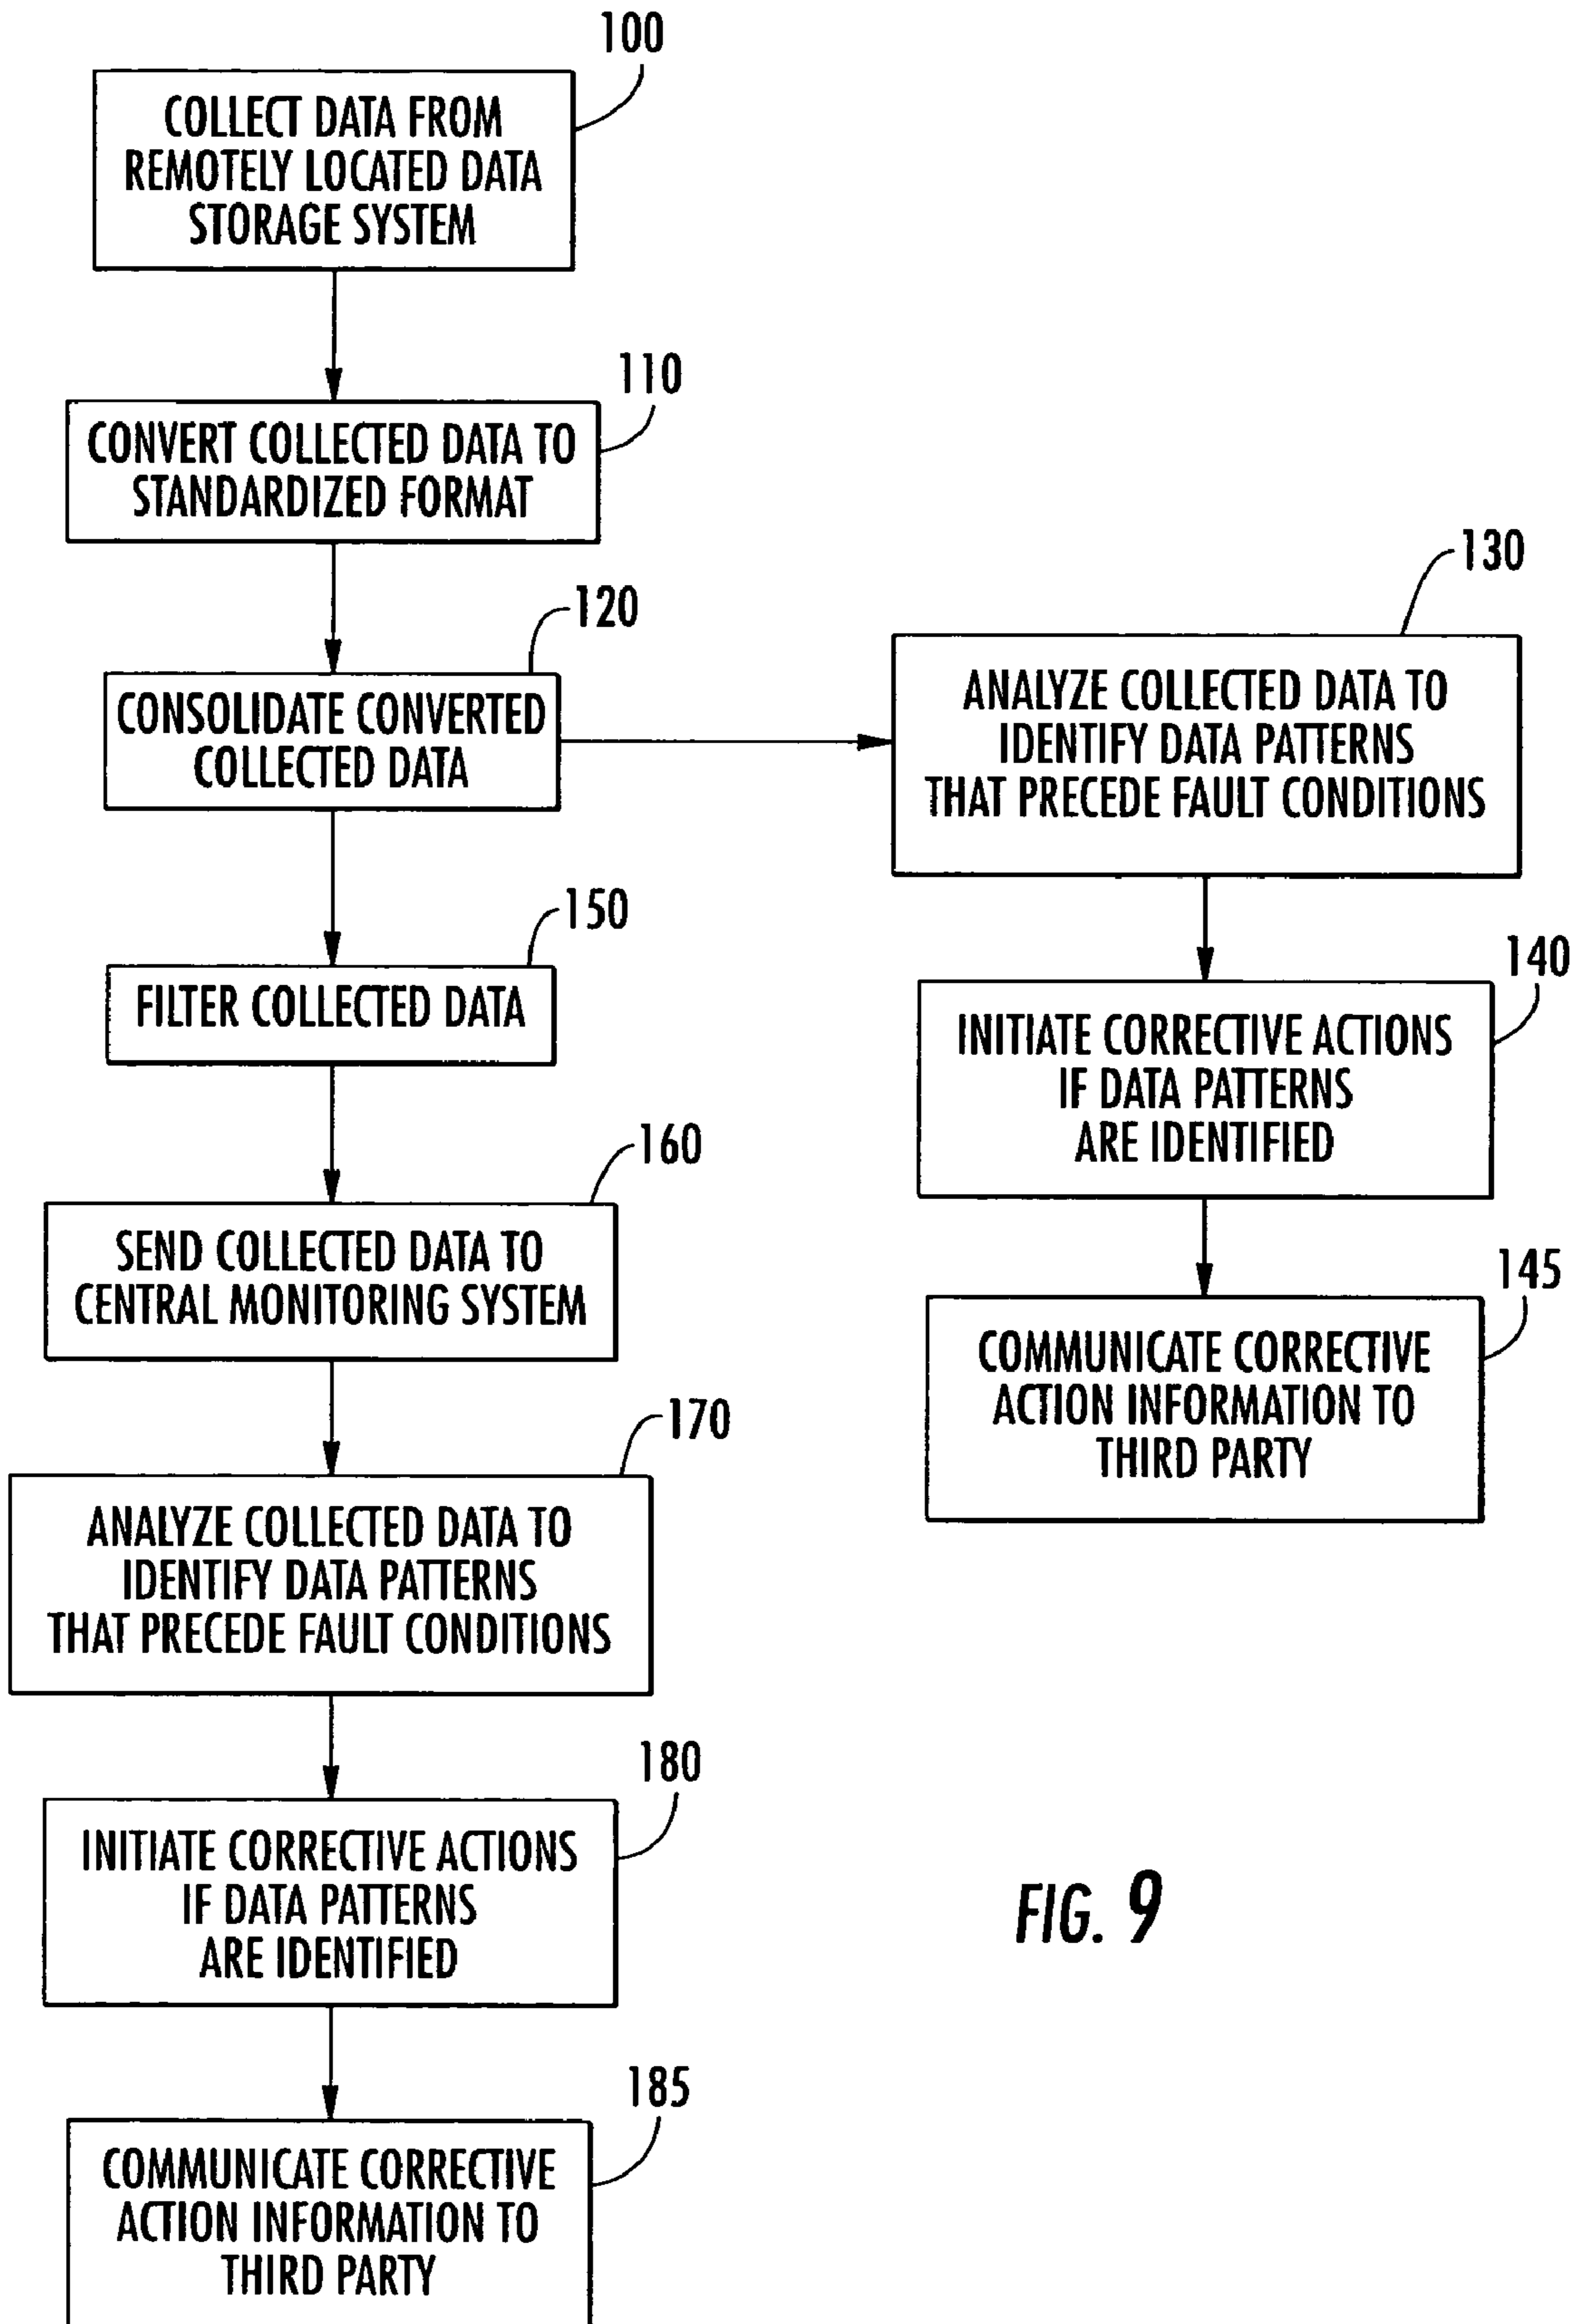 100
COLLECT DATA FROM
REMOTELY LOCATED DATA
STORAGE SYSTEM
110
CONVERT COLLECTED DATA TO
STANDARDIZED FORMAT
120
CONSOLIDATE CONVERTED
COLLECTED DATA
130
ANALYZE COLLECTED DATA TO
IDENTIFY DATA PATTERNS
THAT PRECEDE FAULT CONDITIONS
140
INITIATE CORRECTIVE ACTIONS
IF DATA PATTERNS
ARE IDENTIFIED
145
COMMUNICATE CORRECTIVE
ACTION INFORMATION TO
THIRD PARTY
150
FILTER COLLECTED DATA
160
SEND COLLECTED DATA TO
CENTRAL MONITORING SYSTEM
170
ANALYZE COLLECTED DATA TO
IDENTIFY DATA PATTERNS
THAT PRECEDE FAULT CONDITIONS
180
INITIATE CORRECTIVE ACTIONS
IF DATA PATTERNS
ARE IDENTIFIED
185
COMMUNICATE CORRECTIVE
ACTION INFORMATION TO
THIRD PARTY
FIG. 9